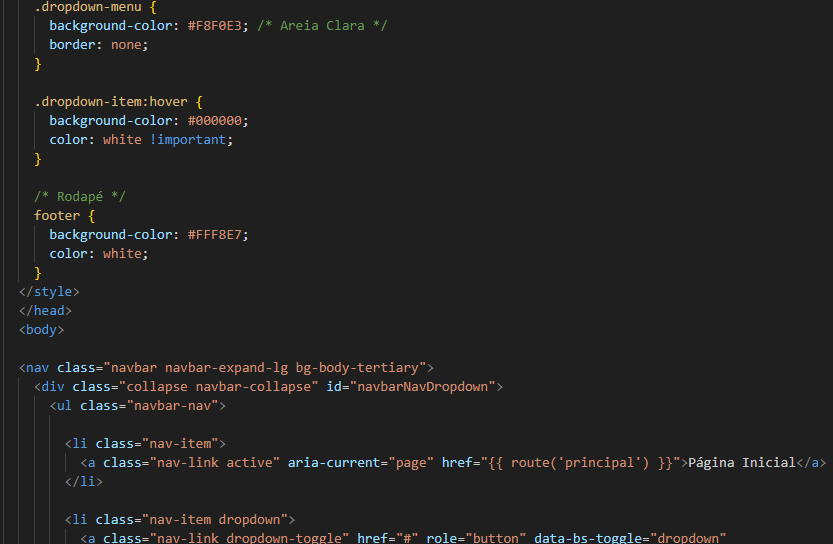 .dropdown-menu {
background-color: #F8F0E3; /* Areia Clara */
border: none;
}
.dropdown-item:hover {
background-color: #000000;
color: white !important;
}
/* Rodapé */
footer {
background-color: #FFF8E7;
color: white;
}
</style>
</head>
<body>
<nav class="navbar navbar-expand-lg bg-body-tertiary">
<div class="collapse navbar-collapse" id="navbarNavDropdown">
<ul class="navbar-nav">
<li class="nav-item">
<a class="nav-link active" aria-current="page" href="{{ route('principal') }}">Página Inicial</a>
</li>
<li class="nav-item dropdown">
<a class="nav-link dropdown-toggle" href="#" role="button" data-bs-toggle="dropdown"